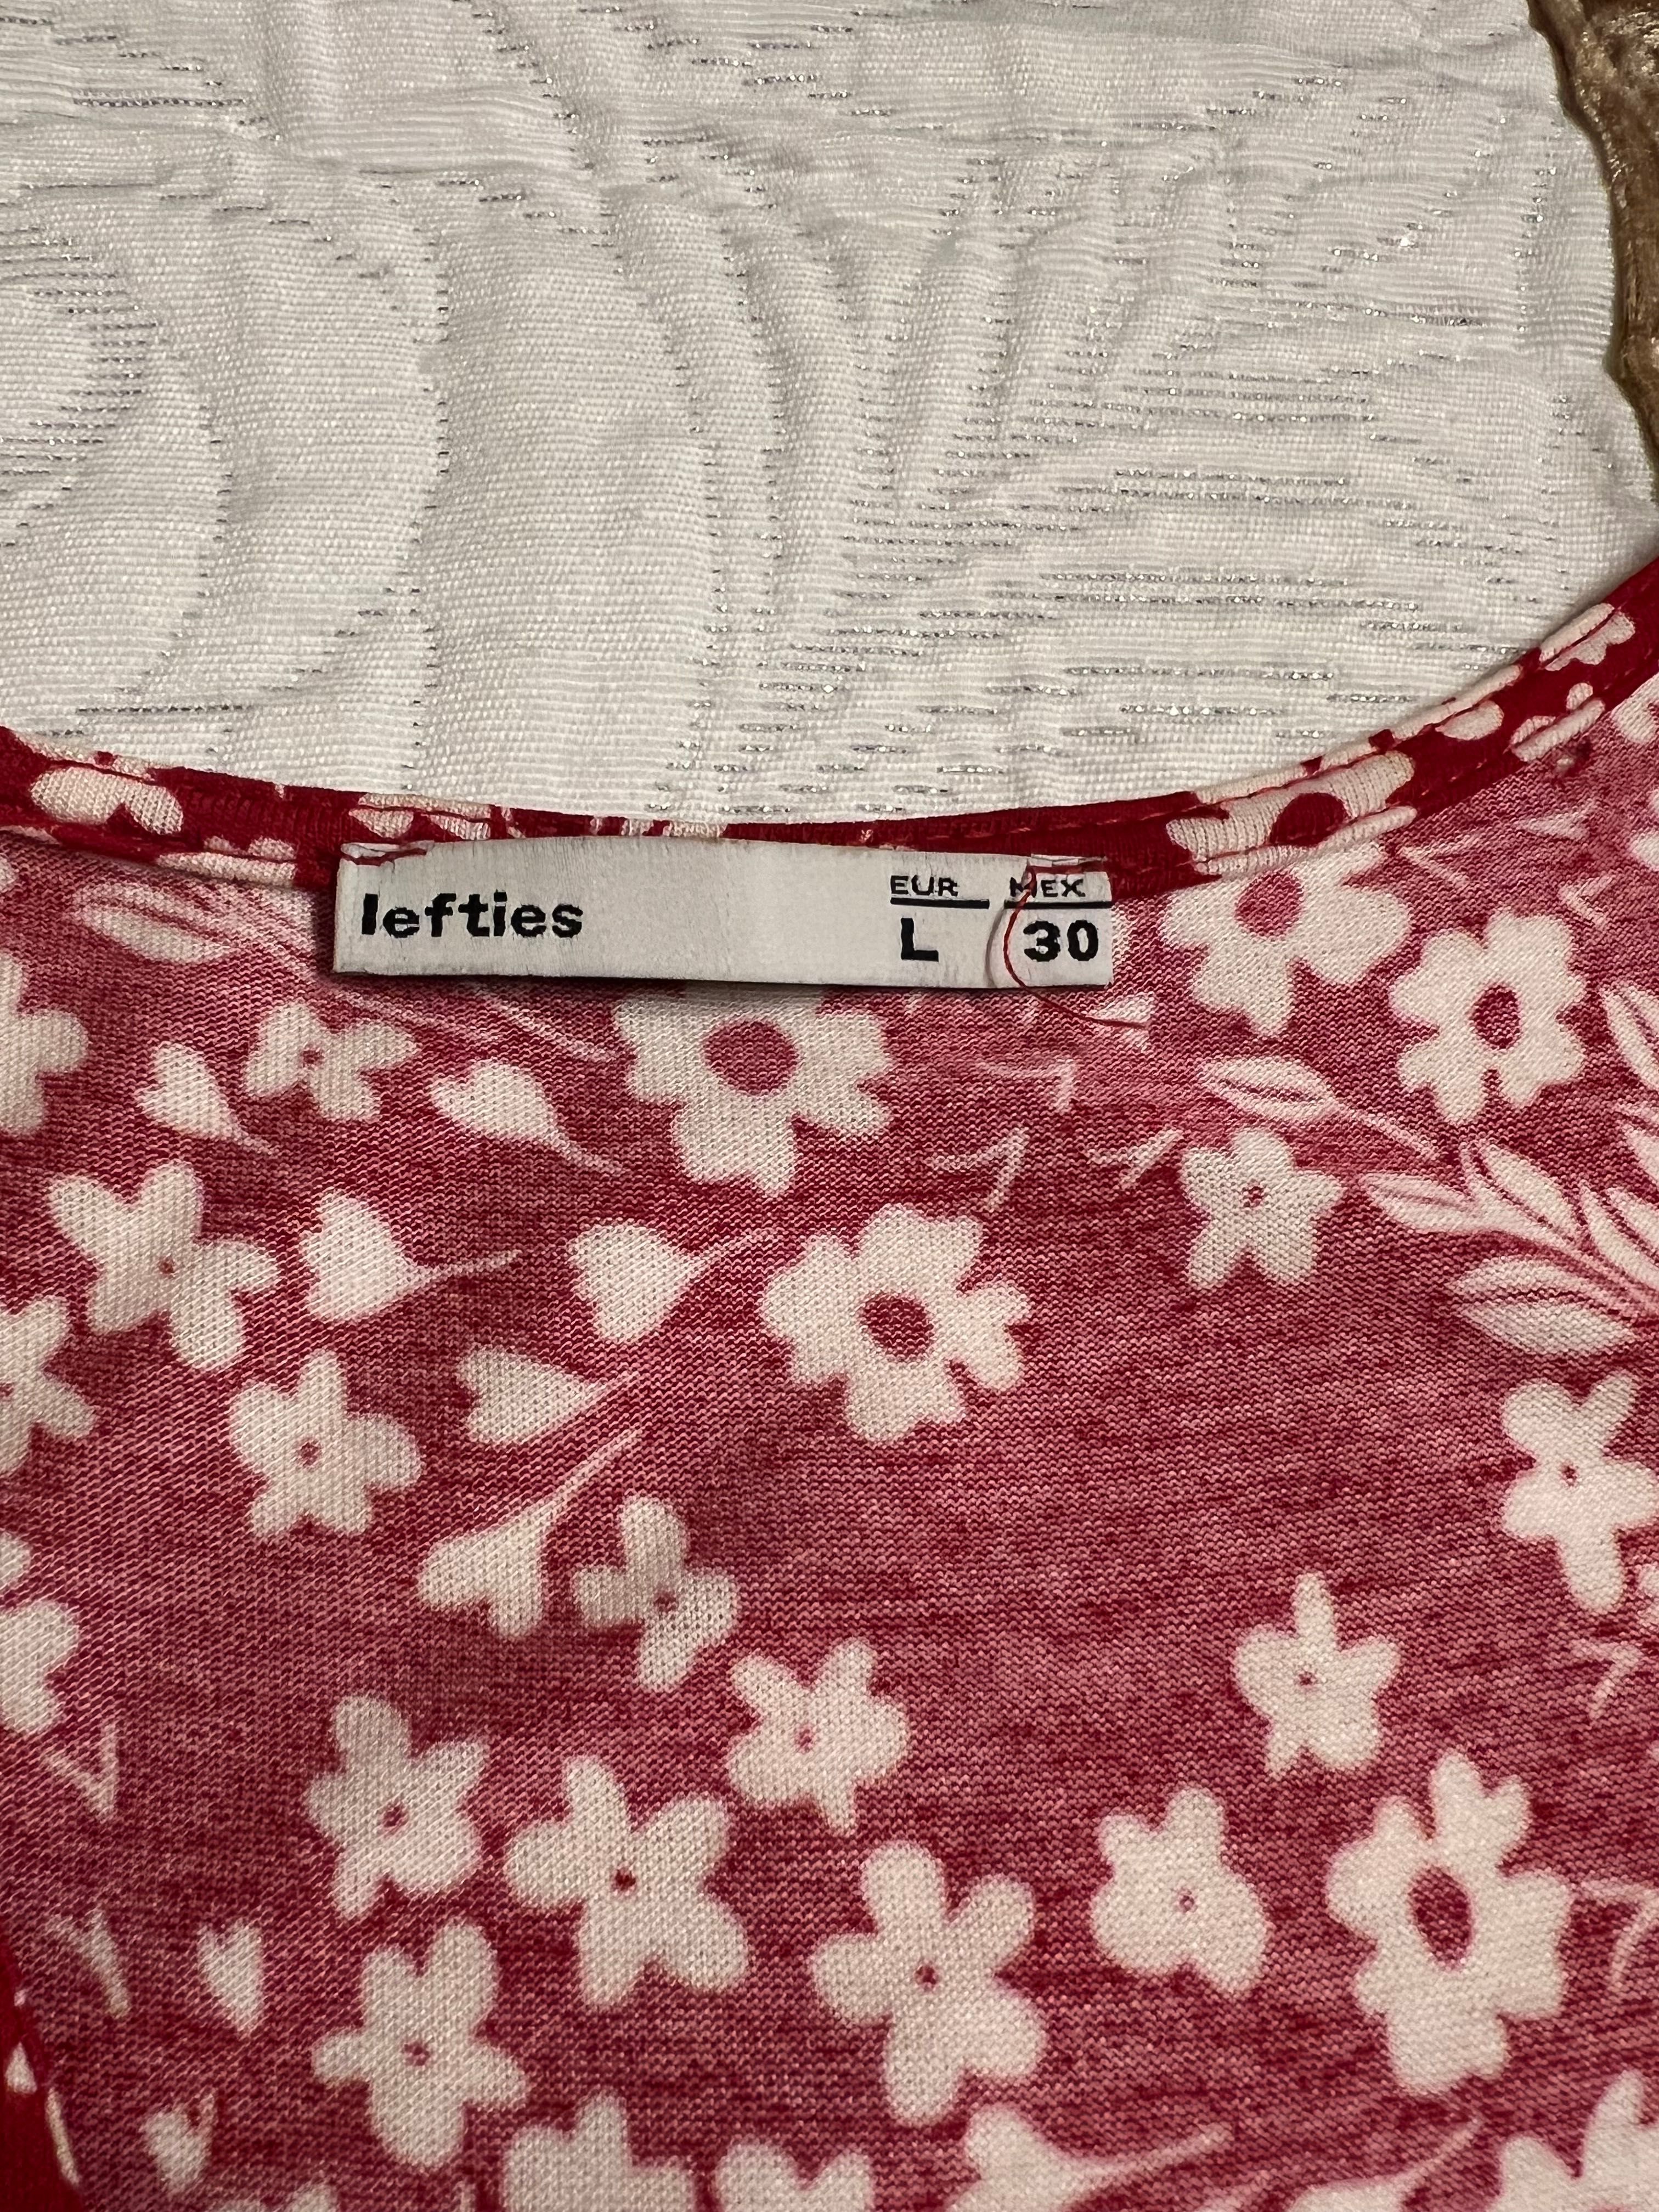 lefties
EUR MEX
L 30